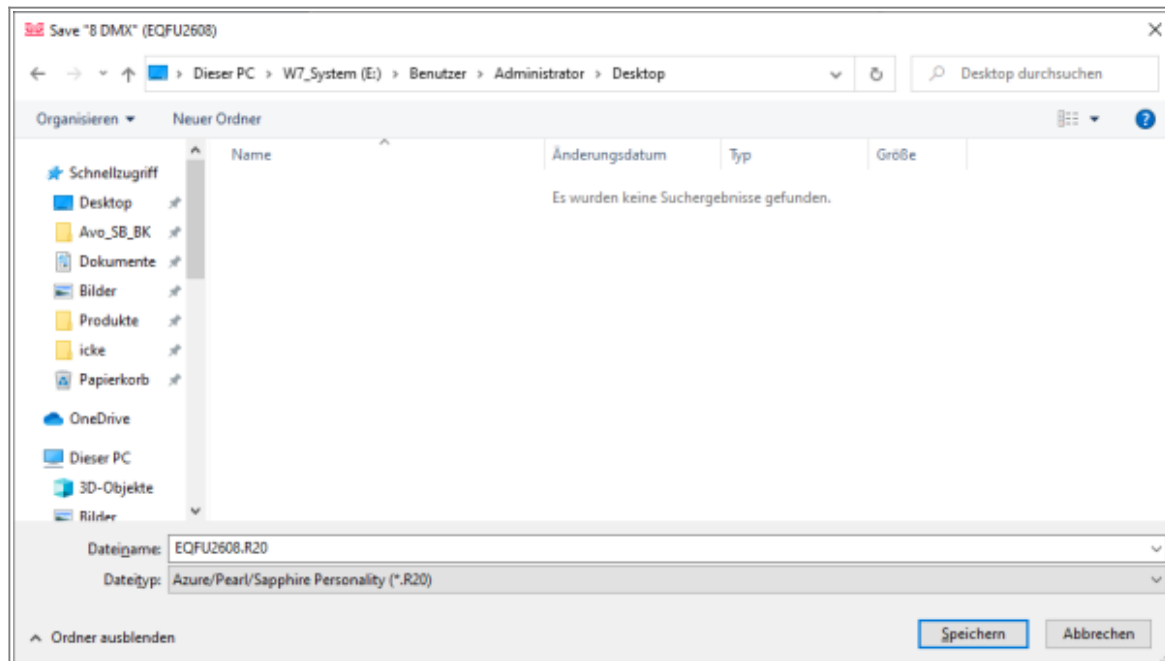 Save "8 DMX" (EQFU2608)
Dieser PC > W7_System (E:) > Benutzer > Administrator > Desktop
Desktop durchsuchen
Organisieren Neuer Ordner
Name Änderungsdatum Typ Größe
Es wurden keine Suchergebnisse gefunden.
Schnellzugriff
Desktop
Avo_SB_BK
Dokumente
Bilder
Produkte
icke
Papierkorb
OneDrive
Dieser PC
3D-Objekte
Bilder
Dateiname: EQFU2608.R20
Dateityp: Azure/Pearl/Sapphire Personality (*.R20)
Ordner ausblenden
Speichern Abbrechen